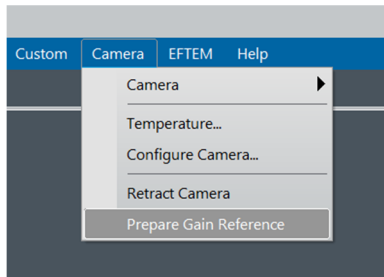 Custom Camera EFTEM Help
Camera
Temperature...
Configure Camera...
Retract Camera
Prepare Gain Reference